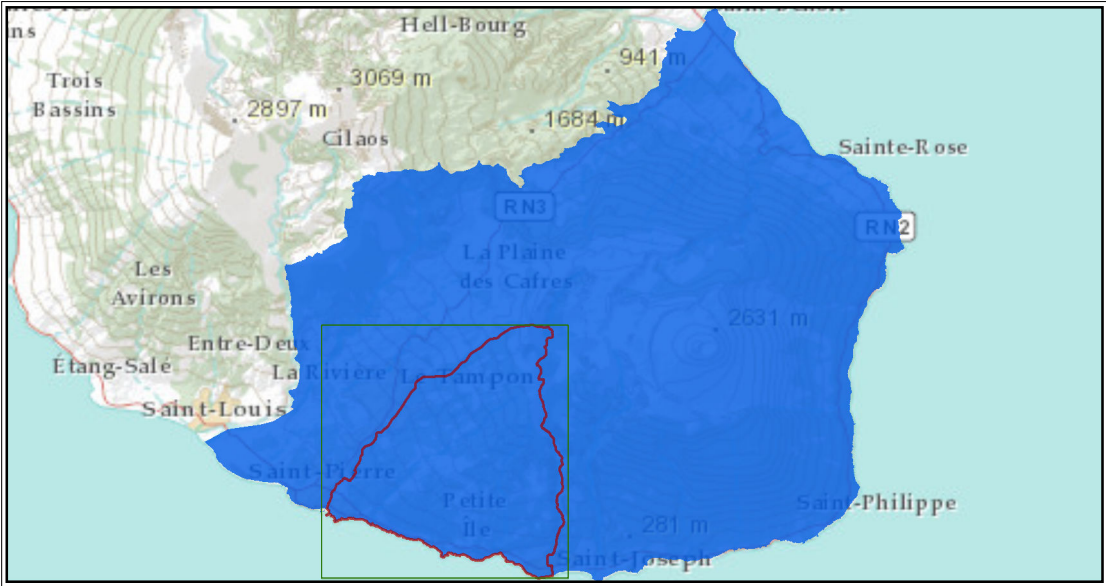 Hell-Bourg
941 m
Trois
Bassins
3069 m
2897 m
1684 m
Cilaos
Sainte-Rose
RN3
RN2
La Plaine
des Cafres
Les
Avirons
2631 m
Entre-Deux
Étang-Salé
La Rivière
Le Tampon
Saint-Louis
Saint-Pierre
Petite
Île
Saint-Philippe
281 m
Saint-Joseph